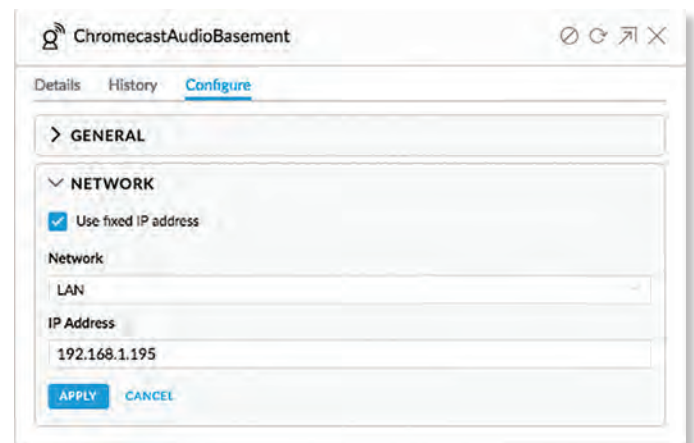 ChromecastAudioBasement
Details History Configure
GENERAL
NETWORK
Use fixed IP address
Network
LAN
IP Address
192.168.1.195
APPLY CANCEL